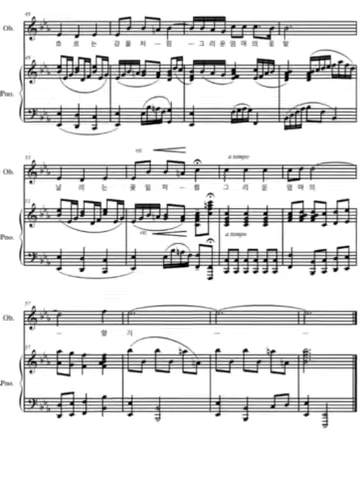 49
Ob.
흐 르 는 강 물 처 - 럼 - 그 리 운 엄 마 의
Pno.
53
rit.
a tempo
Ob.
날 리 는 꽃 잎 처 - 럼 그 리 운 엄 마 의
rit.
a tempo
Pno.
57
Ob.
- 향 기 - -
57
Pno.